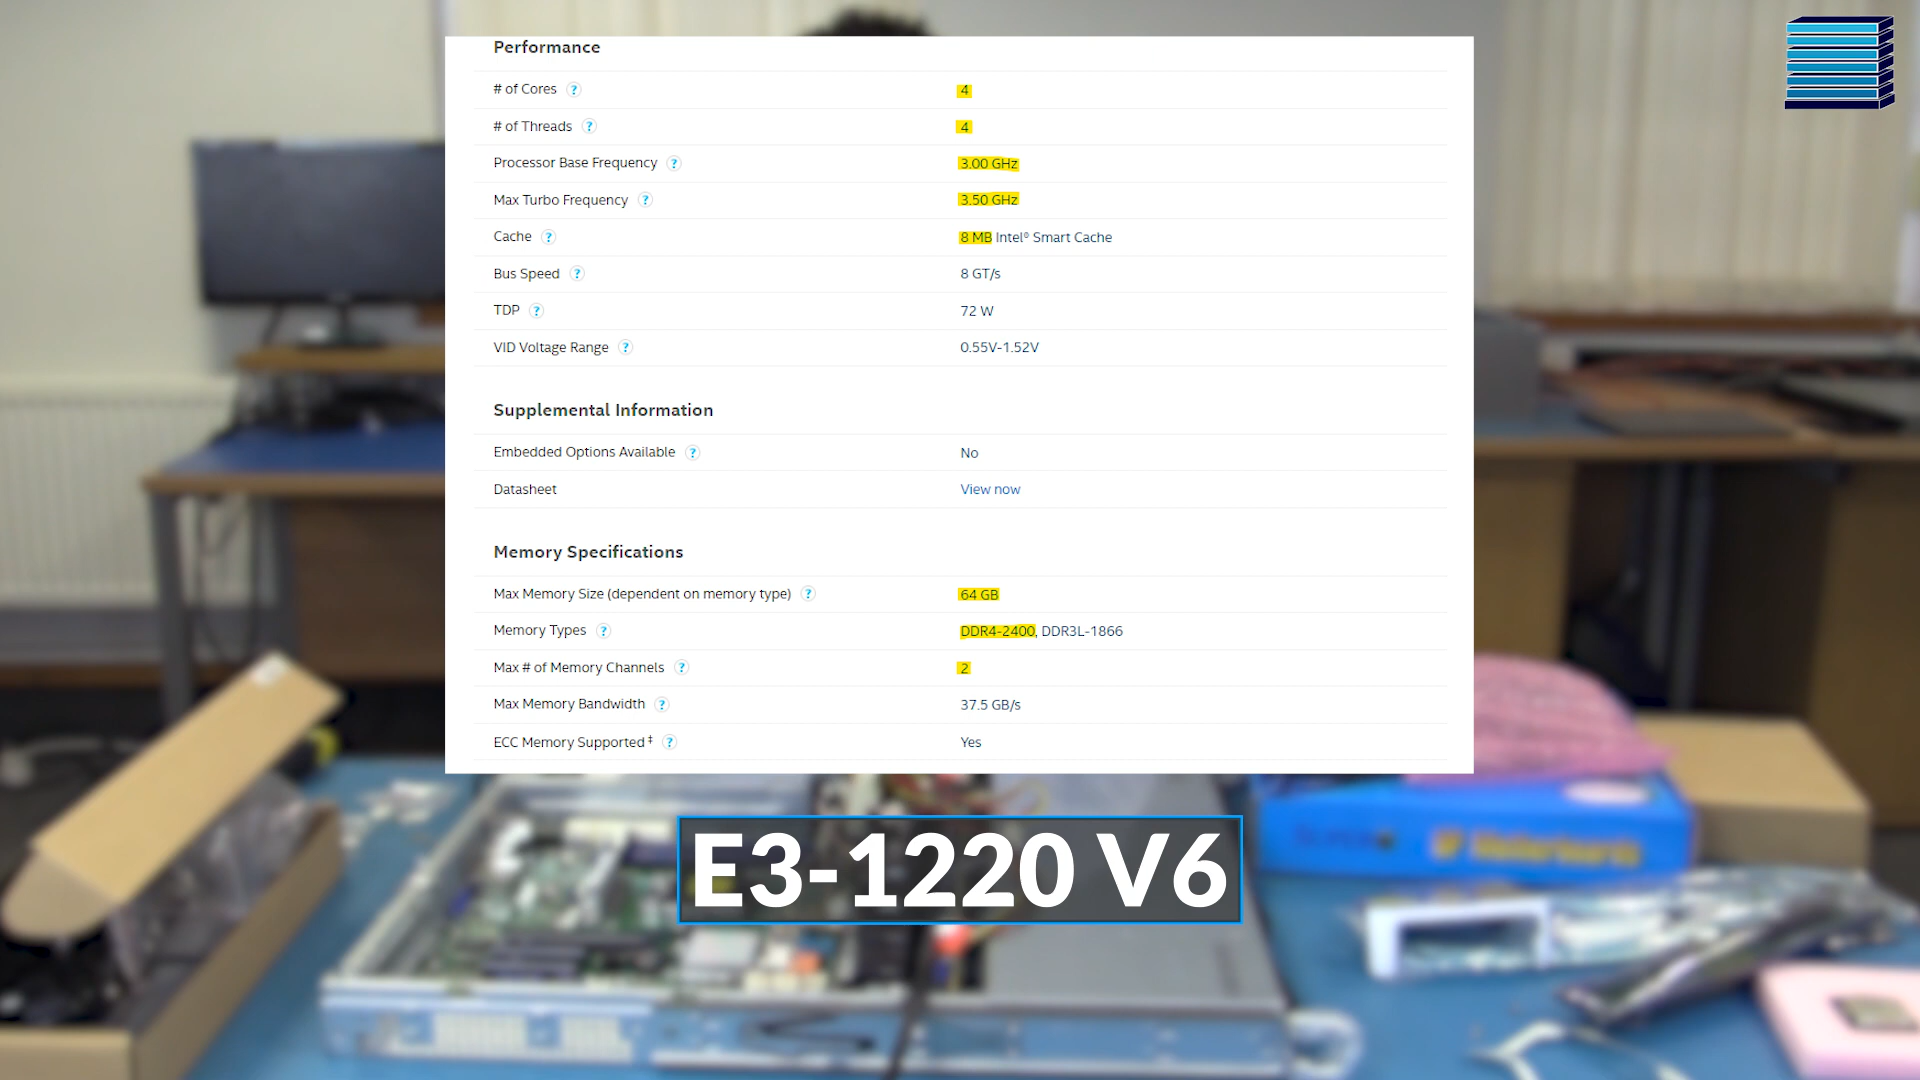 Performance
# of Cores ? 4
# of Threads ? 4
Processor Base Frequency ? 3.00 GHz
Max Turbo Frequency ? 3.50 GHz
Cache ? 8 MB Intel® Smart Cache
Bus Speed ? 8 GT/s
TDP ? 72 W
VID Voltage Range ? 0.55V-1.52V
Supplemental Information
Embedded Options Available ? No
Datasheet View now
Memory Specifications
Max Memory Size (dependent on memory type) ? 64 GB
Memory Types ? DDR4-2400, DDR3L-1866
Max # of Memory Channels ? 2
Max Memory Bandwidth ? 37.5 GB/s
ECC Memory Supported ‡ ? Yes
E3-1220 V6